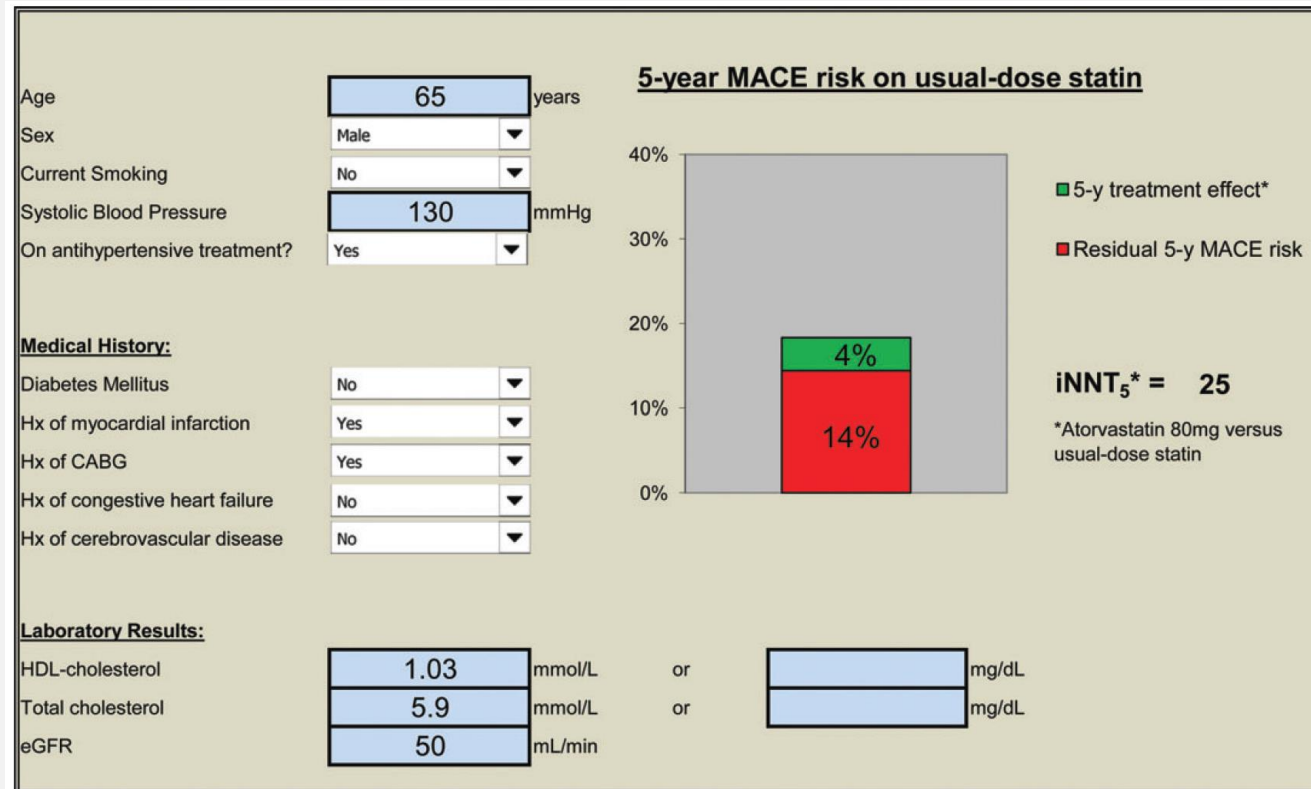 Age 65 years
Sex Male
Current Smoking No
Systolic Blood Pressure 130 mmHg
On antihypertensive treatment? Yes
Medical History:
Diabetes Mellitus No
Hx of myocardial infarction Yes
Hx of CABG Yes
Hx of congestive heart failure No
Hx of cerebrovascular disease No
Laboratory Results:
HDL-cholesterol 1.03 mmol/L or mg/dL
Total cholesterol 5.9 mmol/L or mg/dL
eGFR 50 mL/min
5-year MACE risk on usual-dose statin
40%
30%
20%
10%
0%
4%
14%
5-y treatment effect*
Residual 5-y MACE risk
iNNT₅* = 25
*Atorvastatin 80mg versus
usual-dose statin